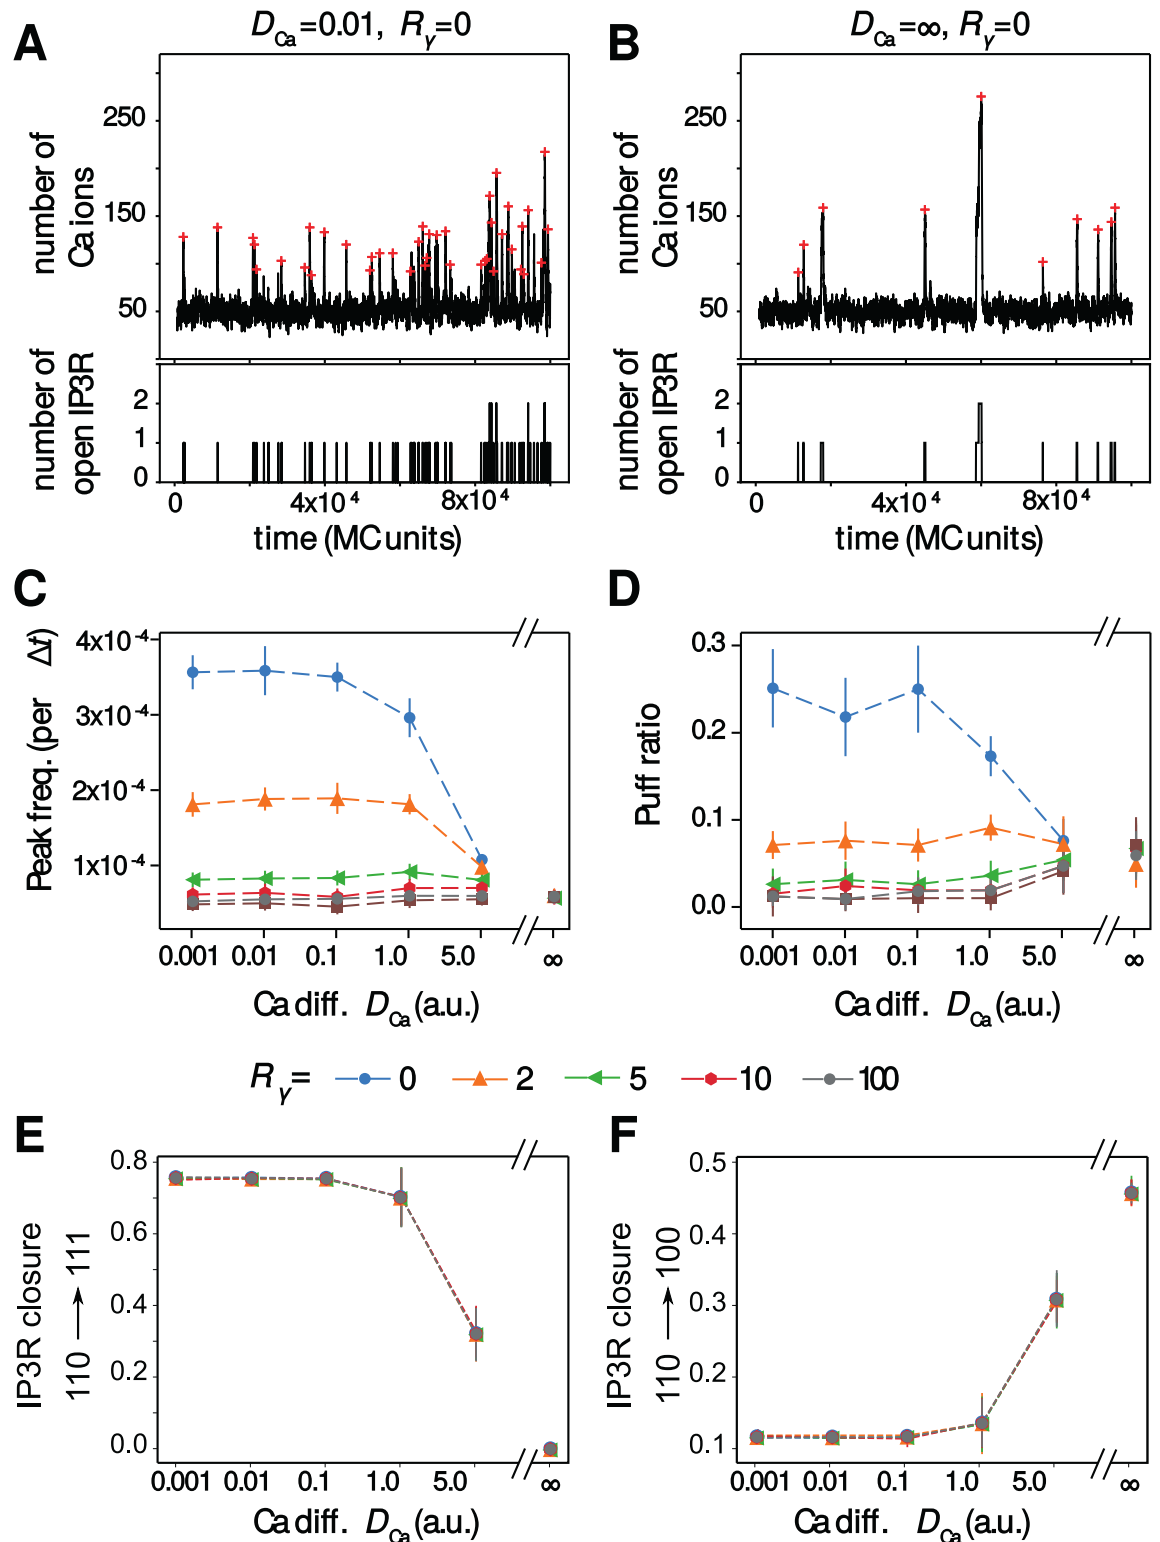 A
D_Ca=0.01, R_γ=0
number of Ca ions
250
150
50
number of open IP3R
2
1
0
0
4x10⁴
8x10⁴
time (MC units)
B
D_Ca=∞, R_γ=0
number of Ca ions
250
150
50
number of open IP3R
2
1
0
0
4x10⁴
8x10⁴
time (MC units)
C
Peak freq. (per Δt)
4x10⁻⁴
3x10⁻⁴
2x10⁻⁴
1x10⁻⁴
0.001 0.01 0.1 1.0 5.0 ∞
Ca diff. D_Ca (a.u.)
D
Puff ratio
0.3
0.2
0.1
0.0
0.001 0.01 0.1 1.0 5.0 ∞
Ca diff. D_Ca (a.u.)
R_γ= 0 2 5 10 100
E
IP3R closure
110 → 111
0.8
0.6
0.4
0.2
0.0
0.001 0.01 0.1 1.0 5.0 ∞
Ca diff. D_Ca (a.u.)
F
IP3R closure
110 → 100
0.5
0.4
0.3
0.2
0.1
0.001 0.01 0.1 1.0 5.0 ∞
Ca diff. D_Ca (a.u.)